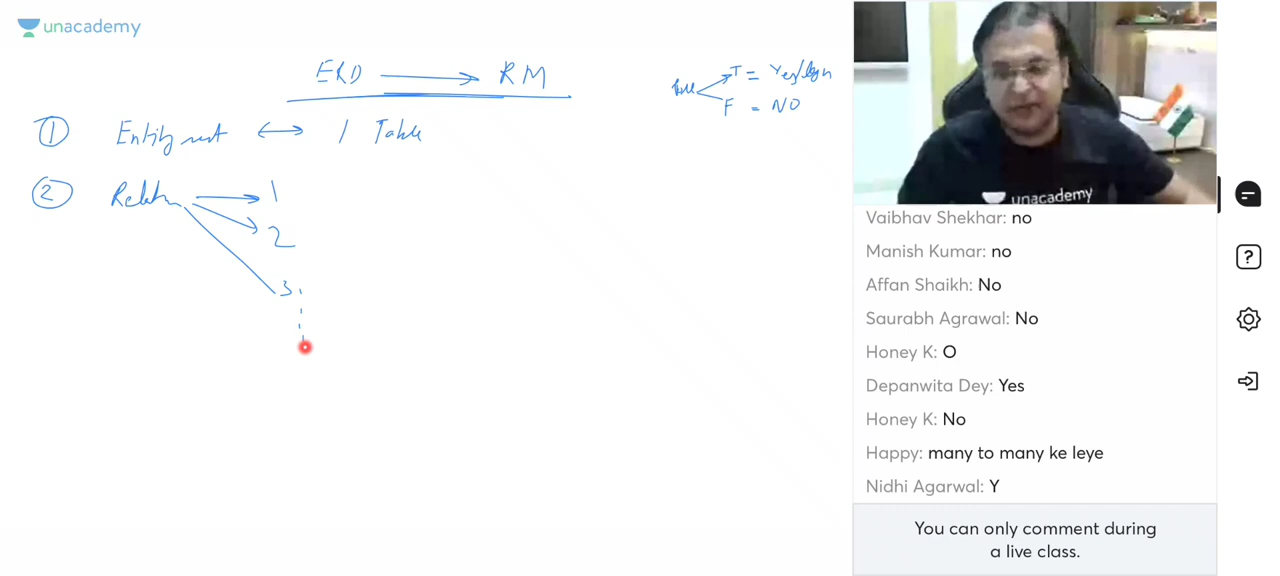 unacademy
ERD → RM
T = Yes/
F = NO
① Entity set ↔ 1 Table
② Relation → 1
2
3
unacademy
Vaibhav Shekhar: no
Manish Kumar: no
Affan Shaikh: No
Saurabh Agrawal: No
Honey K: O
Depanwita Dey: Yes
Honey K: No
Happy: many to many ke leye
Nidhi Agarwal: Y
You can only comment during
a live class.
?